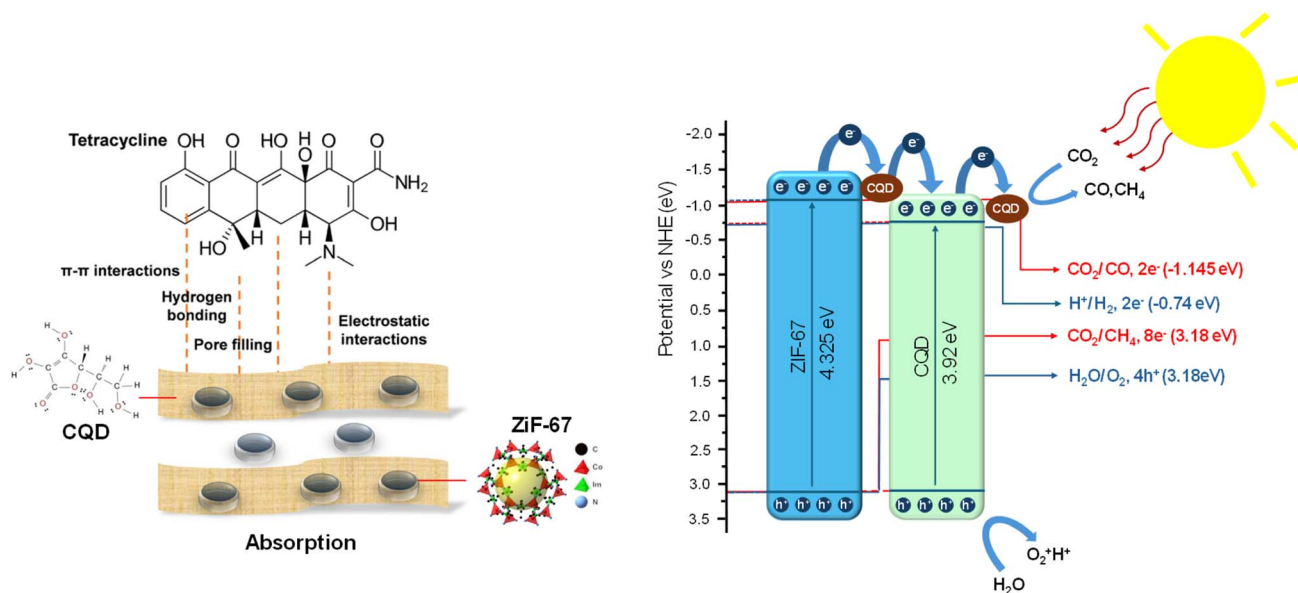 Tetracycline
OH
O
OH
H
O
O
O
NH₂
OH
HO
H
H
N
π-π interactions
Hydrogen
bonding
Pore filling
Electrostatic
interactions
H
O
H
O
H
H
O
H
O
O
H
O
H
CQD
ZiF-67
C
Co
Im
N
Absorption
Potential vs NHE (eV)
-2.0
-1.5
-1.0
-0.5
0.0
0.5
1.0
1.5
2.0
3.0
3.5
e⁻ e⁻ e⁻
e⁻ e⁻ e⁻ e⁻
CQD
e⁻ e⁻ e⁻ e⁻
CQD
ZIF-67
4.325 eV
CQD
3.92 eV
h⁺ h⁺ h⁺ h⁺
h⁺ h⁺ h⁺ h⁺
CO₂
CO,CH₄
CO₂/CO, 2e⁻ (-1.145 eV)
H⁺/H₂, 2e⁻ (-0.74 eV)
CO₂/CH₄, 8e⁻ (3.18 eV)
H₂O/O₂, 4h⁺ (3.18eV)
O₂⁺H⁺
H₂O